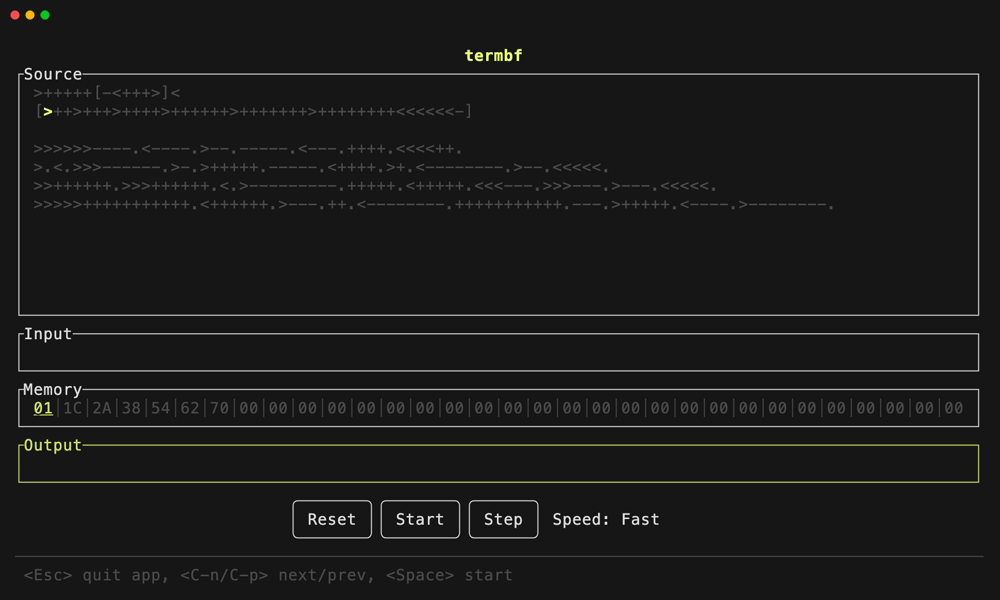 termbf
Source
>+++++[-<+++>]<
[>++>+++>++++>++++++>+++++++>++++++++<<<<<<-]
>>>>>>----.<----.>--.-----.<---.++++.<<<<++.
>.<.>>>------.>-.>+++++.-----.<++++.>+.<--------.>--.<<<<<.
>>++++++.>>>++++++.<.>---------.+++++.<+++++.<<<---.>>>---.>---.<<<<<.
>>>>>+++++++++++.<++++++.>---.++.<--------.+++++++++++.---.>+++++.<----.>--------.
Input
Memory
01|1C|2A|38|54|62|70|00|00|00|00|00|00|00|00|00|00|00|00|00|00|00|00|00|00|00|00|00|00|00|00|00
Output
Reset Start Step Speed: Fast
<Esc> quit app, <C-n/C-p> next/prev, <Space> start